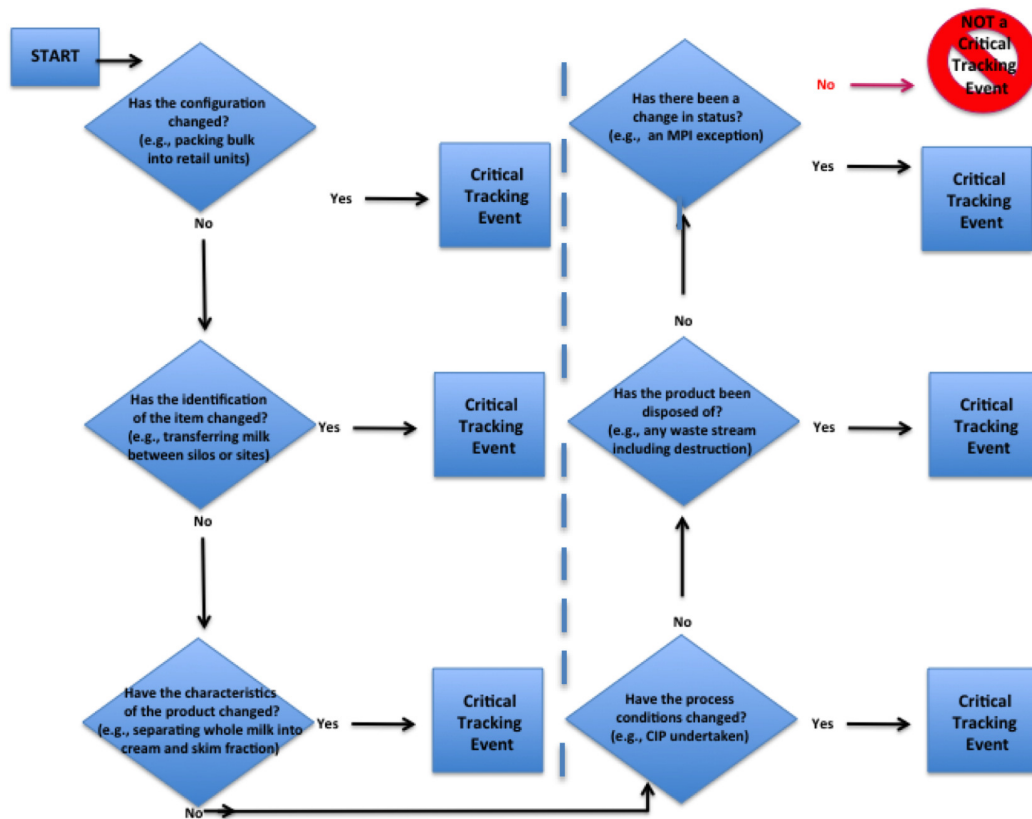 START
Has the configuration
changed?
(e.g., packing bulk
into retail units)
Yes
Critical
Tracking
Event
No
Has the identification
of the item changed?
(e.g., transferring milk
between silos or sites)
Yes
Critical
Tracking
Event
No
Have the characteristics
of the product changed?
(e.g., separating whole milk into
cream and skim fraction)
Yes
Critical
Tracking
Event
No
Have the process
conditions changed?
(e.g., CIP undertaken)
Yes
Critical
Tracking
Event
No
Has the product been
disposed of?
(e.g., any waste stream
including destruction)
Yes
Critical
Tracking
Event
No
Has there been a
change in status?
(e.g., an MPI exception)
Yes
Critical
Tracking
Event
No
NOT a
Critical
Tracking
Event